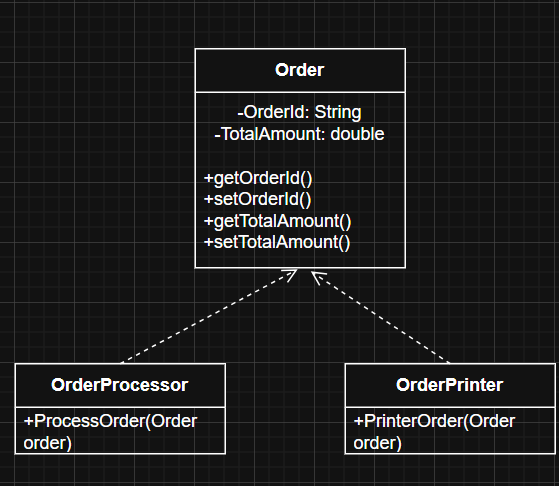 Order
-OrderId: String
-TotalAmount: double
+getOrderId()
+setOrderId()
+getTotalAmount()
+setTotalAmount()
OrderProcessor
+ProcessOrder(Order
order)
OrderPrinter
+PrinterOrder(Order
order)